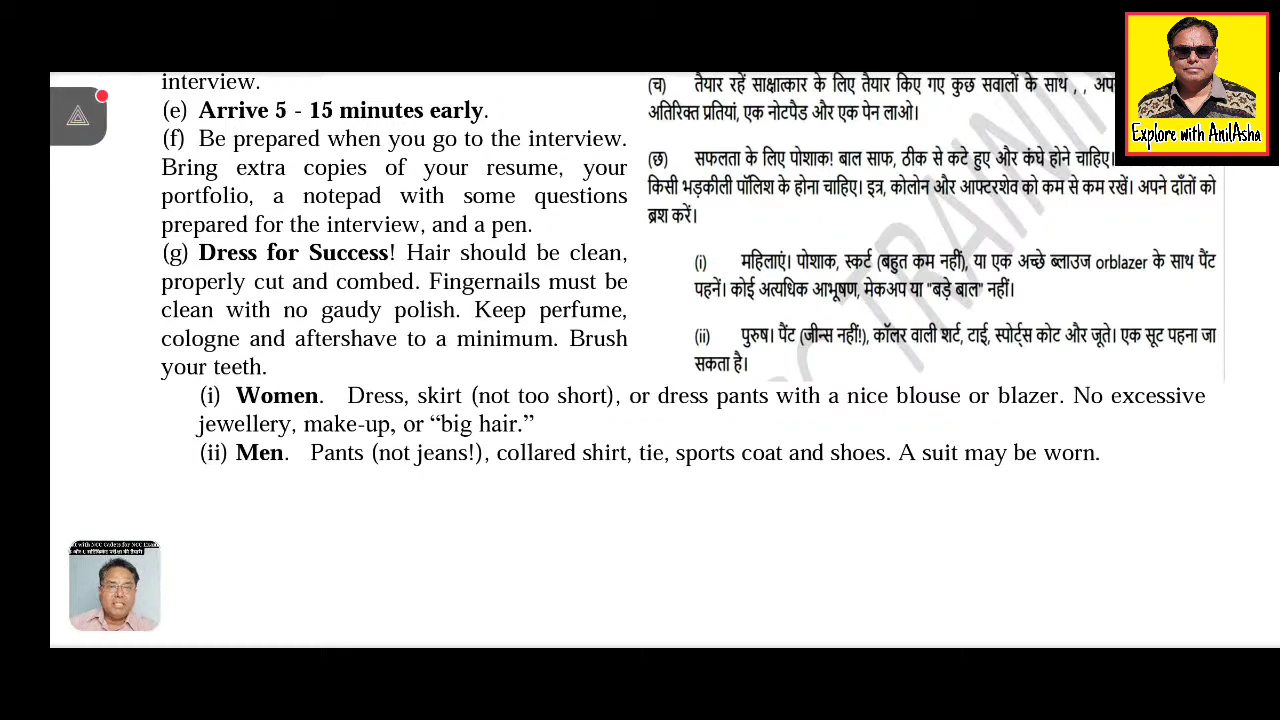 interview.
(e) Arrive 5 - 15 minutes early.
(f) Be prepared when you go to the interview.
Bring extra copies of your resume, your
portfolio, a notepad with some questions
prepared for the interview, and a pen.
(g) Dress for Success! Hair should be clean,
properly cut and combed. Fingernails must be
clean with no gaudy polish. Keep perfume,
cologne and aftershave to a minimum. Brush
your teeth.
(i) Women. Dress, skirt (not too short), or dress pants with a nice blouse or blazer. No excessive
jewellery, make-up, or “big hair.”
(ii) Men. Pants (not jeans!), collared shirt, tie, sports coat and shoes. A suit may be worn.
(च) तैयार रहें साक्षात्कार के लिए तैयार किए गए कुछ सवालों के साथ , ,
अतिरिक्त प्रतियां, एक नोटपैड और एक पेन लाओ।
(छ) सफलता के लिए पोशाक! बाल साफ, ठीक से कंटे हुए और कंघे होने चाहिए।
किसी भड़कीली पॉलिश के होना चाहिए। इत्र, कोलोन और आफ्टरशेव को कम से कम रखें। अपने दाँतों को
ब्रश करें।
(i) महिलाएं। पोशाक, स्कर्ट (बहुत कम नहीं), या एक अच्छे ब्लाउज orblazer के साथ पैंट
पहनें। कोई अत्यधिक आभूषण, मेकअप या "बड़े बाल" नहीं।
(ii) पुरुष। पैंट (जीन्स नहीं!), कॉलर वाली शर्ट, टाई, स्पोर्ट्स कोट और जूते। एक सूट पहना जा
सकता है।
TRAININ
Explore with AnilAsha
with NCC Cadets for NCC Exam